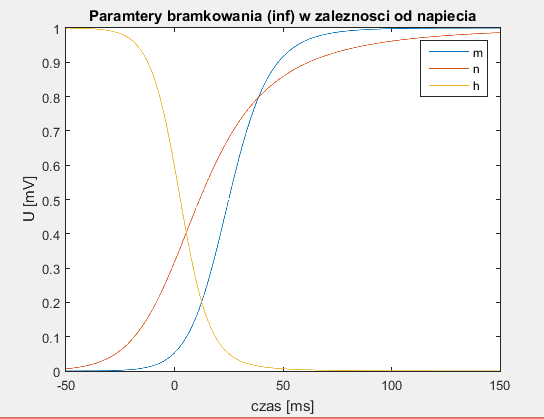 Paramtery bramkowania (inf) w zaleznosci od napiecia
1
0.9
0.8
0.7
0.6
0.5
0.4
0.3
0.2
0.1
0
U [mV]
m
n
h
-50
0
50
100
150
czas [ms]